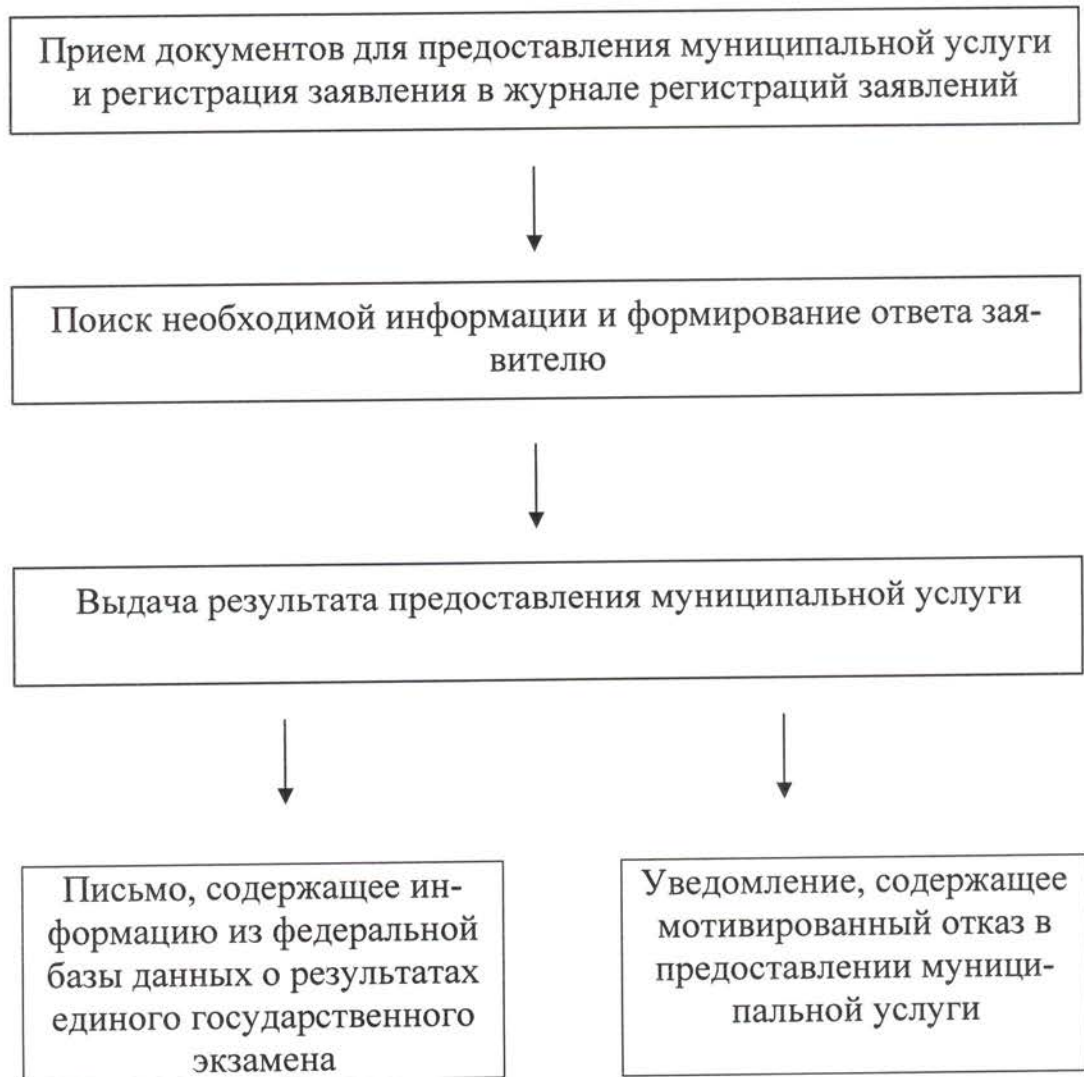 Прием документов для предоставления муниципальной услуги
и регистрация заявления в журнале регистраций заявлений
Поиск необходимой информации и формирование ответа зая-
вителю
Выдача результата предоставления муниципальной услуги
Письмо, содержащее ин-
формацию из федеральной
базы данных о результатах
единого государственного
экзамена
Уведомление, содержащее
мотивированный отказ в
предоставлении муници-
пальной услуги